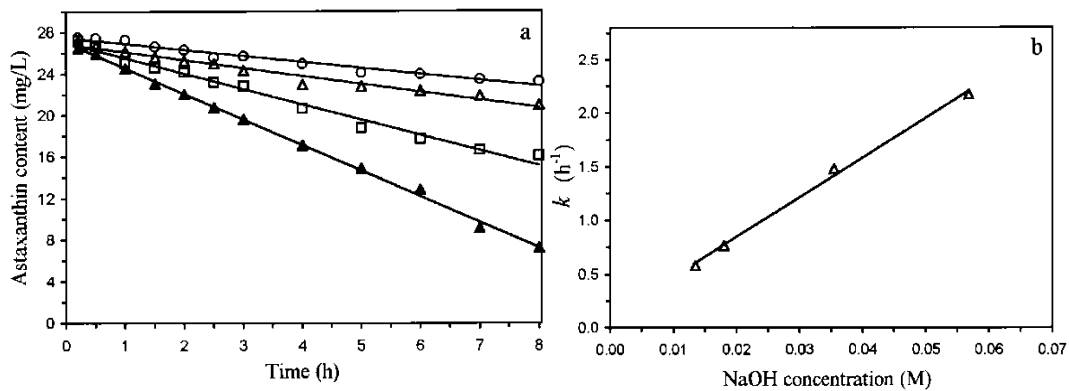 a
28
24
20
16
12
8
4
0
Astaxanthin content (mg/L)
0 1 2 3 4 5 6 7 8
Time (h)
b
2.5
2.0
1.5
1.0
0.5
0.0
k (h-1)
0.00 0.01 0.02 0.03 0.04 0.05 0.06 0.07
NaOH concentration (M)